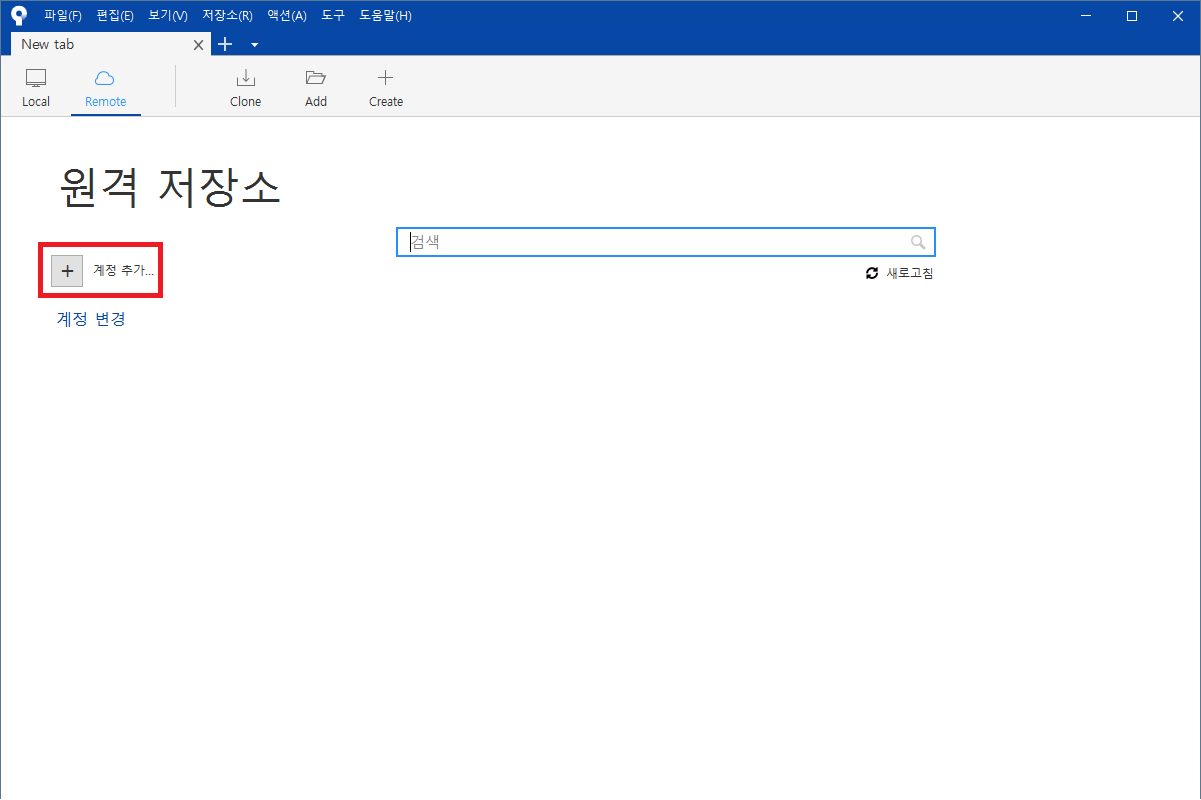 파일(F) 편집(E) 보기(V) 저장소(R) 액션(A) 도구 도움말(H)
New tab
Local Remote Clone Add Create
원격 저장소
검색
계정 추가...
새로고침
계정 변경